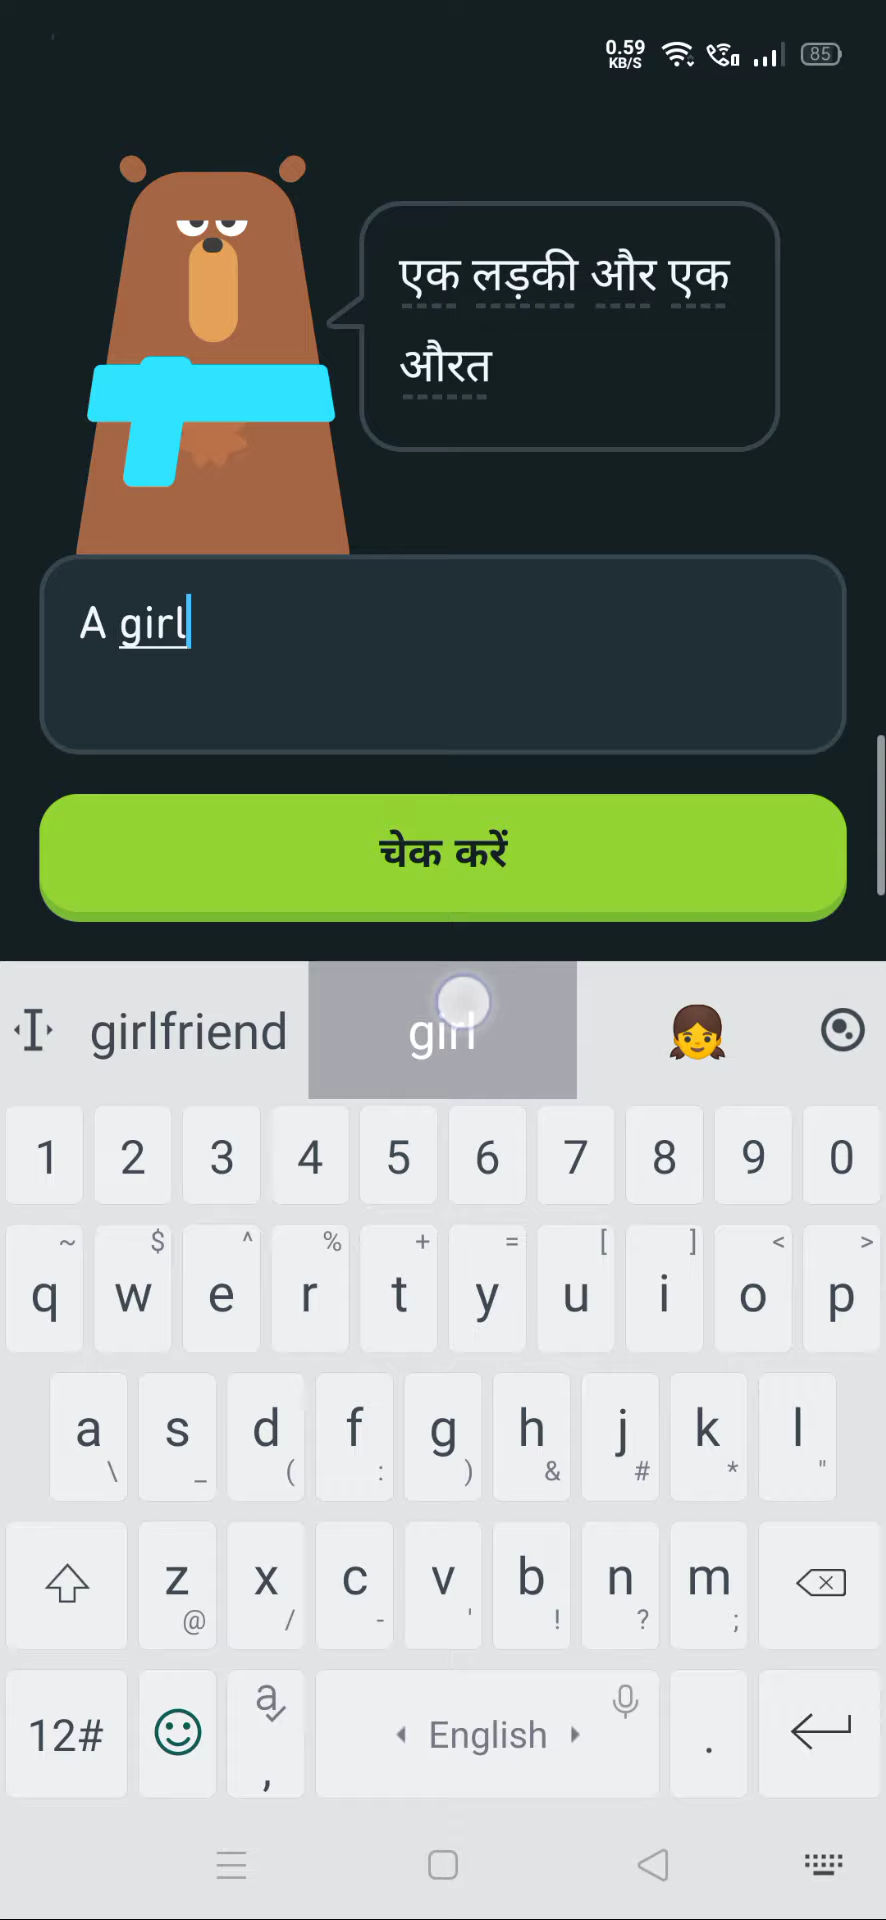 0.59
KB/S
85
एक लड़की और एक
औरत
A girl
चेक करें
girlfriend girl
1 2 3 4 5 6 7 8 9 0
~ $ ^ % + = [ ] < >
q w e r t y u i o p
a s d f g h j k l
\ _ ( : ) & # * "
z x c v b n m
@ / - ' ! ? ;
12# a , English .